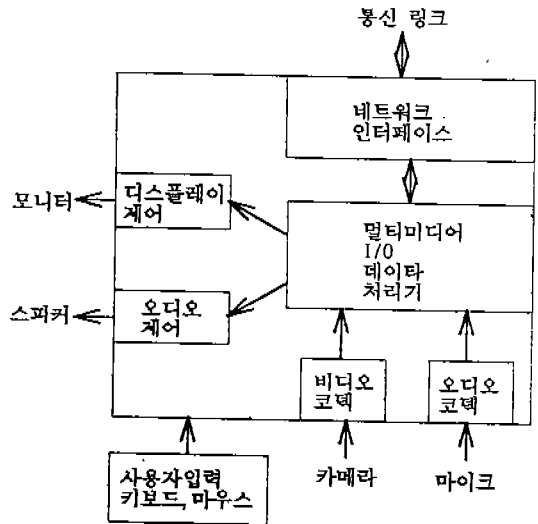 통신 링크
네트워크
인터페이스
모니터
디스플레이
제어
멀티미디어
I/O
데이타
처리기
스피커
오디오
제어
비디오
코덱
오디오
코덱
사용자입력
키보드, 마우스
카메라
마이크